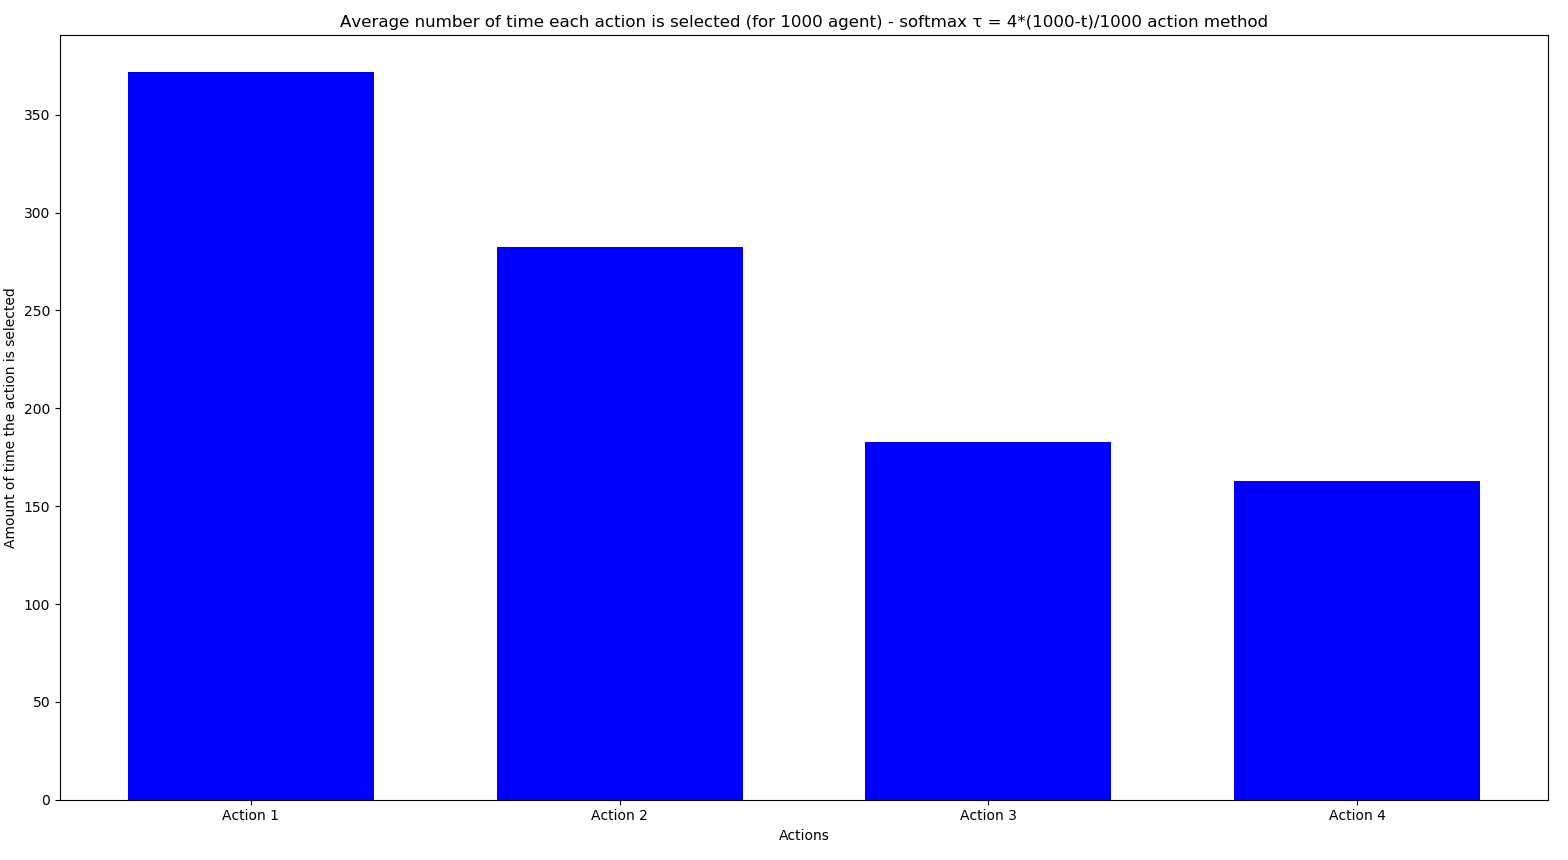 Average number of time each action is selected (for 1000 agent) - softmax τ = 4*(1000-t)/1000 action method
Amount of time the action is selected
350
300
250
200
150
100
50
0
Action 1
Action 2
Action 3
Action 4
Actions